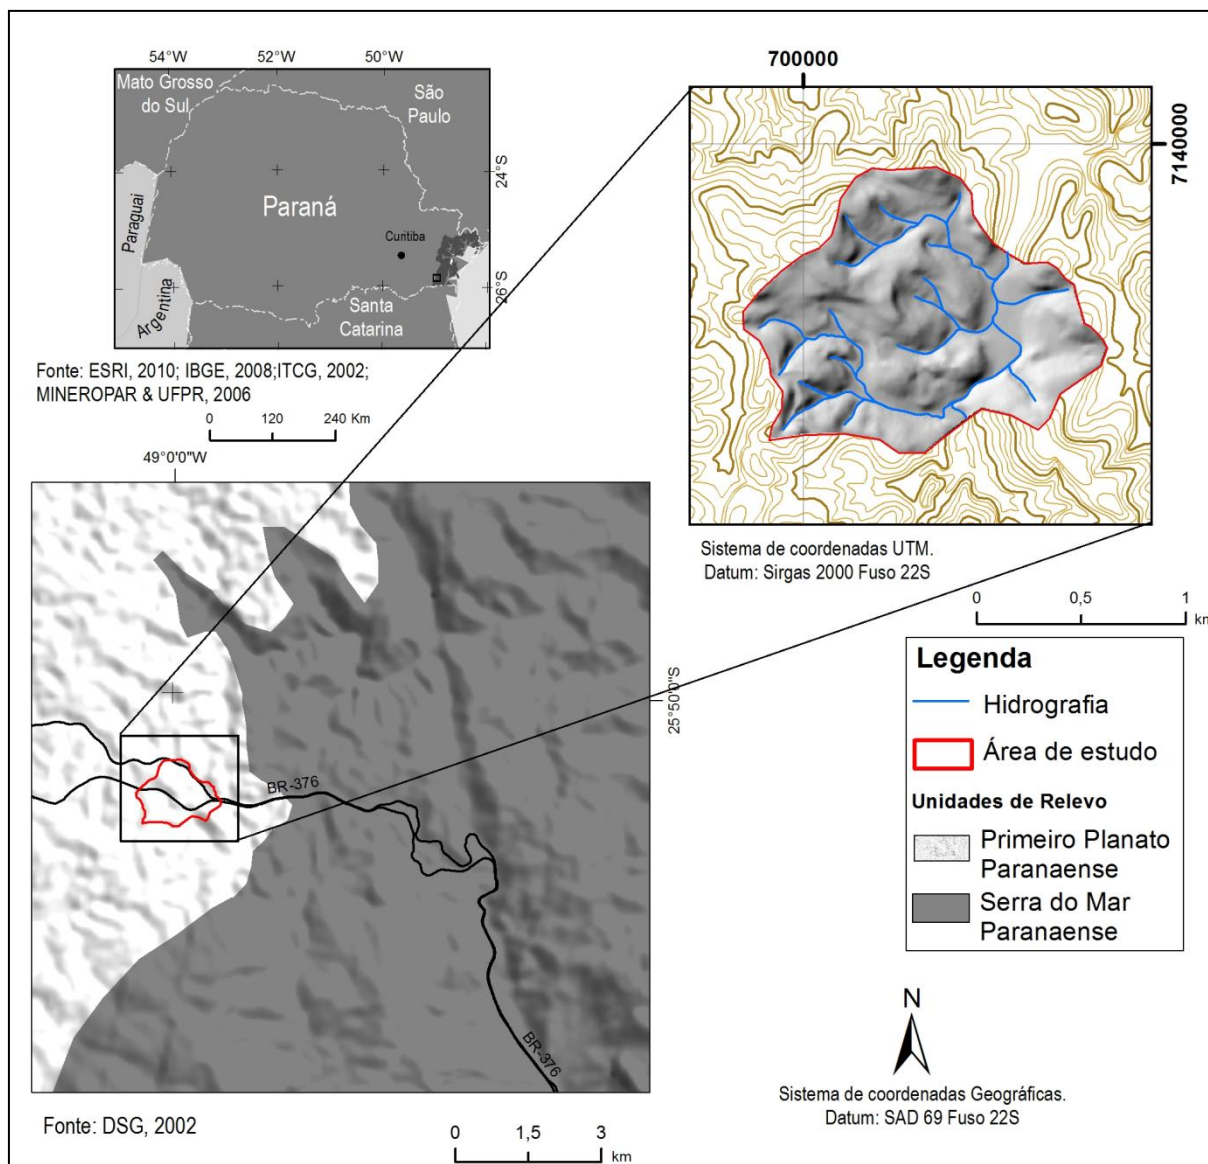 54°W
52°W
50°W
Mato Grosso
do Sul
São
Paulo
24°S
Paraná
Paraguai
Curitiba
26°S
Argentina
Santa
Catarina
Fonte: ESRI, 2010; IBGE, 2008;ITCG, 2002;
MINEROPAR & UFPR, 2006
0 120 240 Km
700000
7140000
Sistema de coordenadas UTM.
Datum: Sirgas 2000 Fuso 22S
0 0,5 1
km
49°0'0"W
25°50'0"S
BR-376
BR-376
Fonte: DSG, 2002
0 1,5 3
km
Legenda
Hidrografia
Área de estudo
Unidades de Relevo
Primeiro Planato
Paranaense
Serra do Mar
Paranaense
N
Sistema de coordenadas Geográficas.
Datum: SAD 69 Fuso 22S